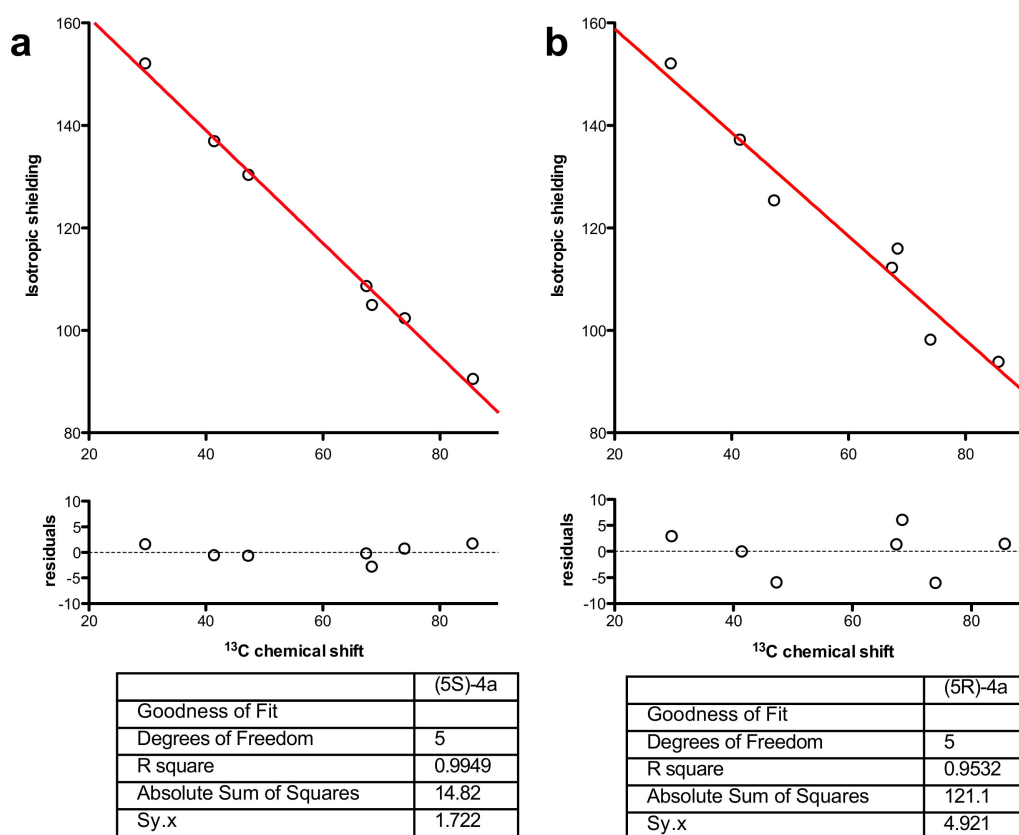 a
160
140
120
100
80
20 40 60 80
Isotropic shielding
10
5
0
-5
-10
20 40 60 80
residuals
13C chemical shift
(5S)-4a
Goodness of Fit
Degrees of Freedom 5
R square 0.9949
Absolute Sum of Squares 14.82
Sy.x 1.722
b
160
140
120
100
80
20 40 60 80
Isotropic shielding
10
5
0
-5
-10
20 40 60 80
residuals
13C chemical shift
(5R)-4a
Goodness of Fit
Degrees of Freedom 5
R square 0.9532
Absolute Sum of Squares 121.1
Sy.x 4.921